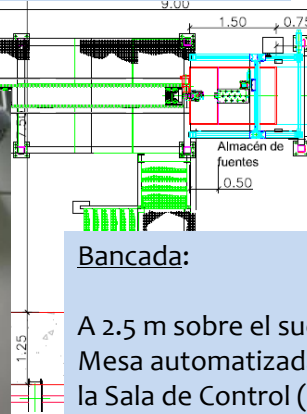 9.00
1.50
0.75
7.50
Almacén de
fuentes
0.50
1.25
Bancada:
A 2.5 m sobre el sue
Mesa automatizad
la Sala de Control (